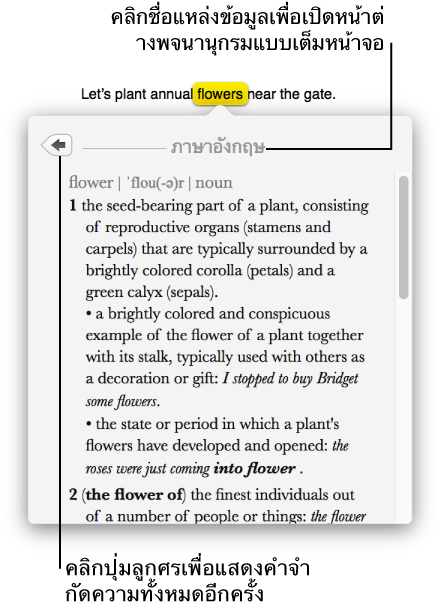 คลิกชื่อแหล่งข้อมูลเพื่อเปิดหน้าต่
างพจนานุกรมแบบเต็มหน้าจอ
Let's plant annual flowers near the gate.
ภาษาอังกฤษ
flower | ˈflou(-ə)r | noun
1 the seed-bearing part of a plant, consisting
of reproductive organs (stamens and
carpels) that are typically surrounded by a
brightly colored corolla (petals) and a
green calyx (sepals).
• a brightly colored and conspicuous
example of the flower of a plant together
with its stalk, typically used with others as
a decoration or gift: I stopped to buy Bridget
some flowers.
• the state or period in which a plant's
flowers have developed and opened: the
roses were just coming into flower .
2 (the flower of) the finest individuals out
of a number of people or things: the flower
คลิกปุ่มลูกศรเพื่อแสดงคำจำ
กัดความทั้งหมดอีกครั้ง